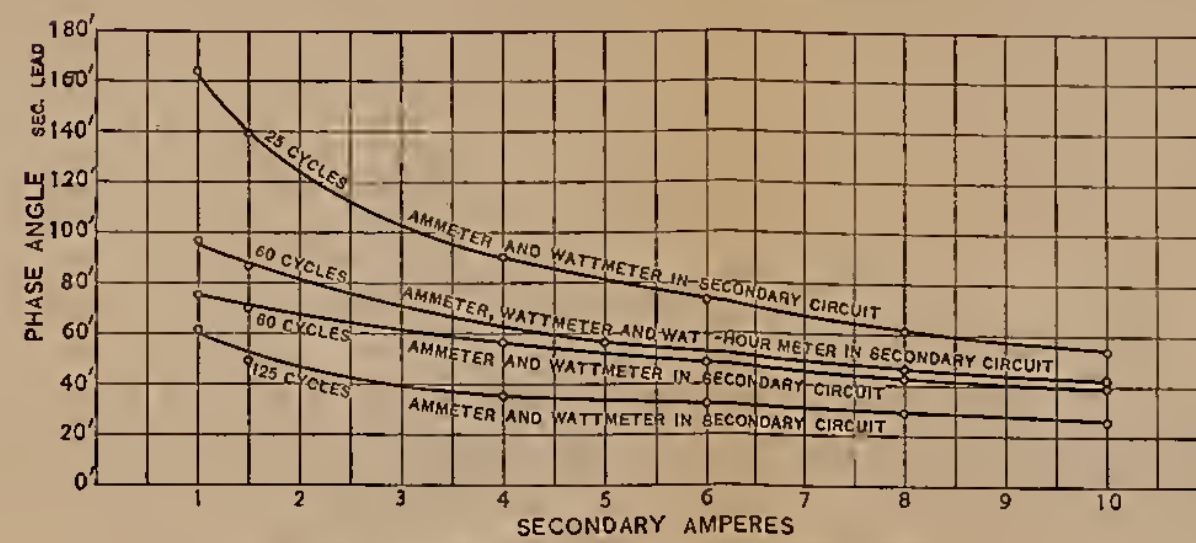 180'
160'
140'
120'
100'
80'
60'
40'
20'
0'
PHASE ANGLE SEC. LEAD
25 CYCLES
AMMETER AND WATTMETER IN SECONDARY CIRCUIT
60 CYCLES
AMMETER, WATTMETER AND WATT-HOUR METER IN SECONDARY CIRCUIT
60 CYCLES
AMMETER AND WATTMETER IN SECONDARY CIRCUIT
125 CYCLES
AMMETER AND WATTMETER IN SECONDARY CIRCUIT
1 2 3 4 5 6 7 8 9 10
SECONDARY AMPERES